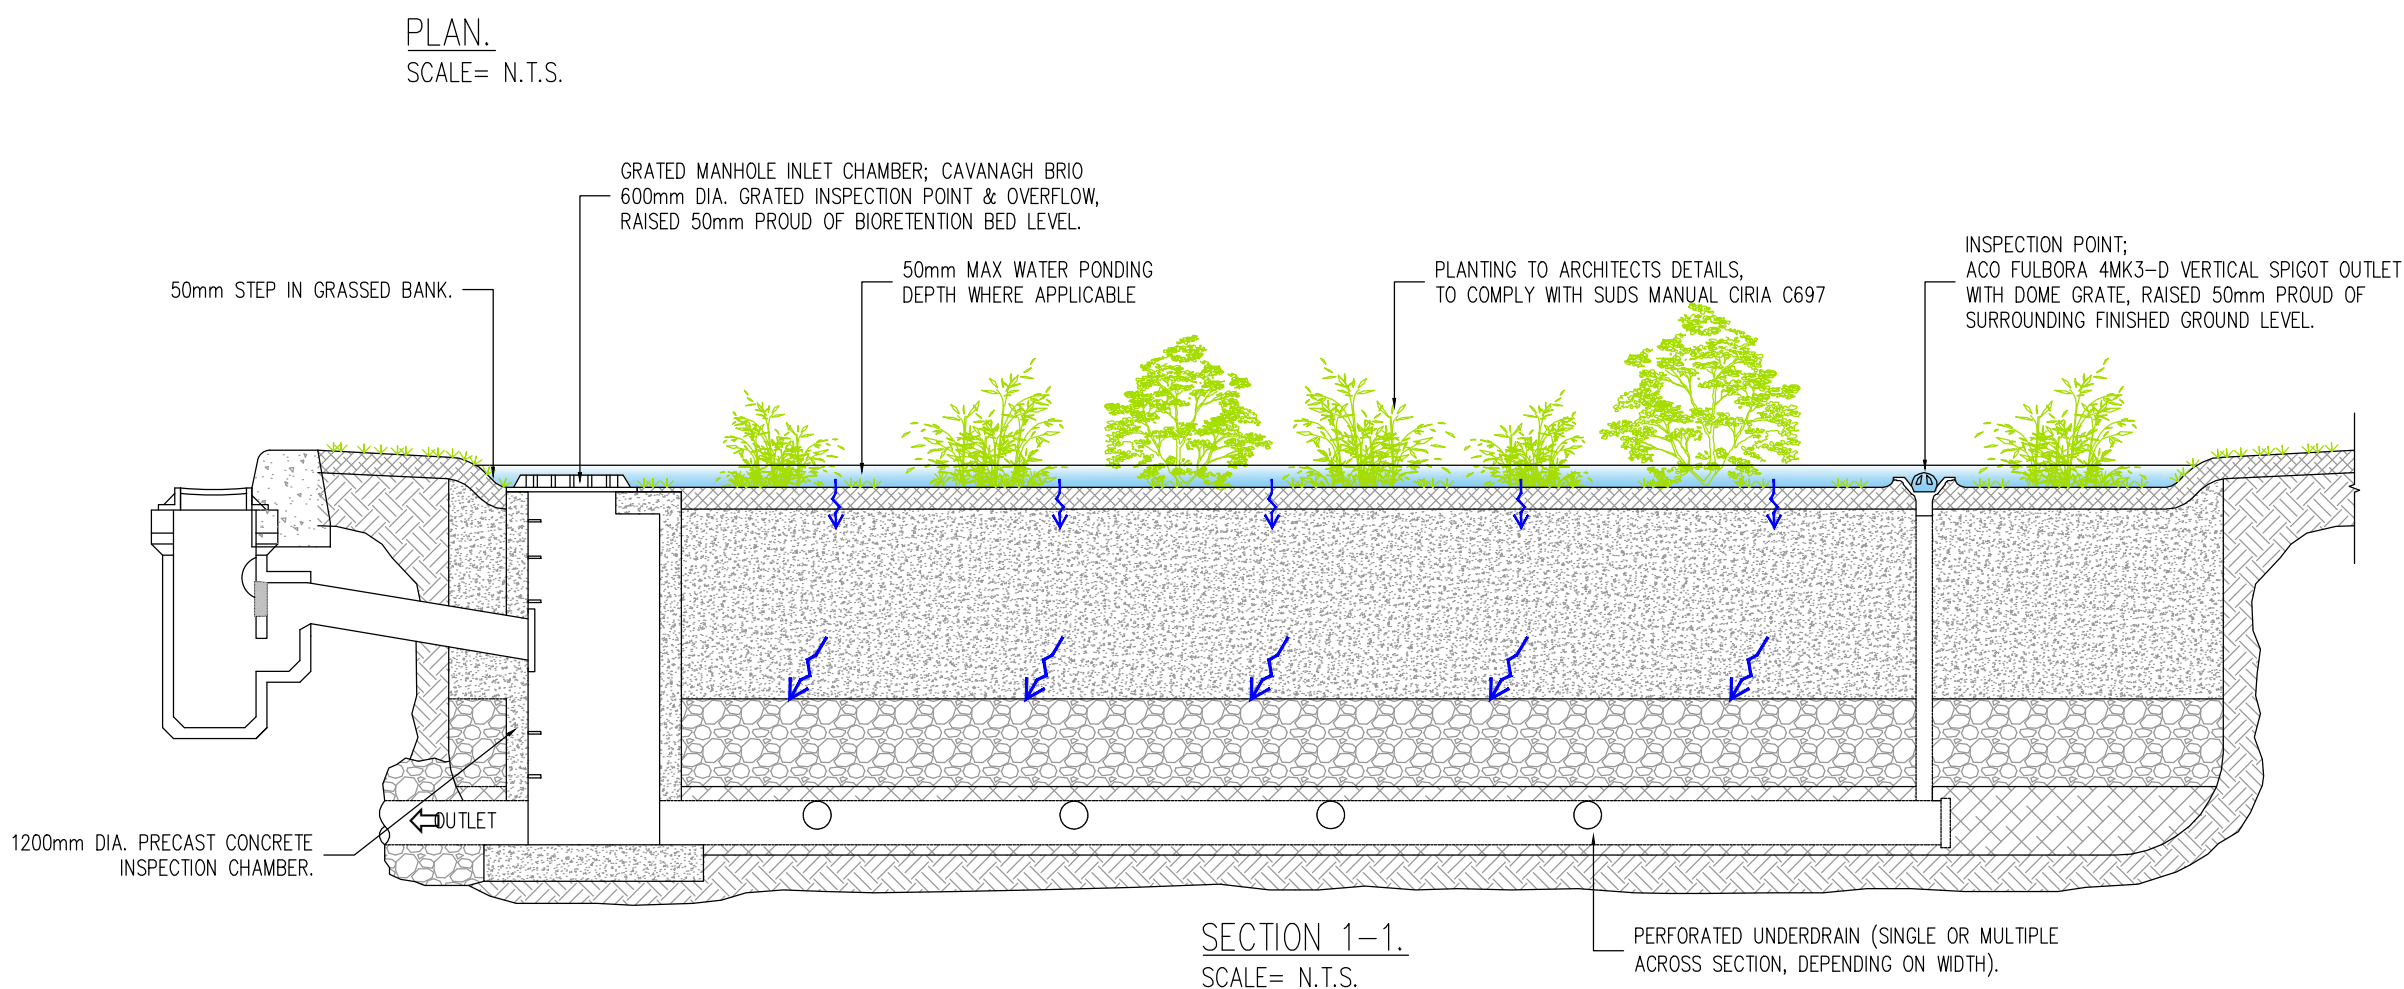 PLAN.
SCALE= N.T.S.
GRATED MANHOLE INLET CHAMBER; CAVANAGH BRIO
600mm DIA. GRATED INSPECTION POINT & OVERFLOW,
RAISED 50mm PROUD OF BIORETENTION BED LEVEL.
50mm STEP IN GRASSED BANK.
50mm MAX WATER PONDING
DEPTH WHERE APPLICABLE
PLANTING TO ARCHITECTS DETAILS,
TO COMPLY WITH SUDS MANUAL CIRIA C697
INSPECTION POINT;
ACO FULBORA 4MK3-D VERTICAL SPIGOT OUTLET
WITH DOME GRATE, RAISED 50mm PROUD OF
SURROUNDING FINISHED GROUND LEVEL.
OUTLET
1200mm DIA. PRECAST CONCRETE
INSPECTION CHAMBER.
SECTION 1-1.
SCALE= N.T.S.
PERFORATED UNDERDRAIN (SINGLE OR MULTIPLE
ACROSS SECTION, DEPENDING ON WIDTH).